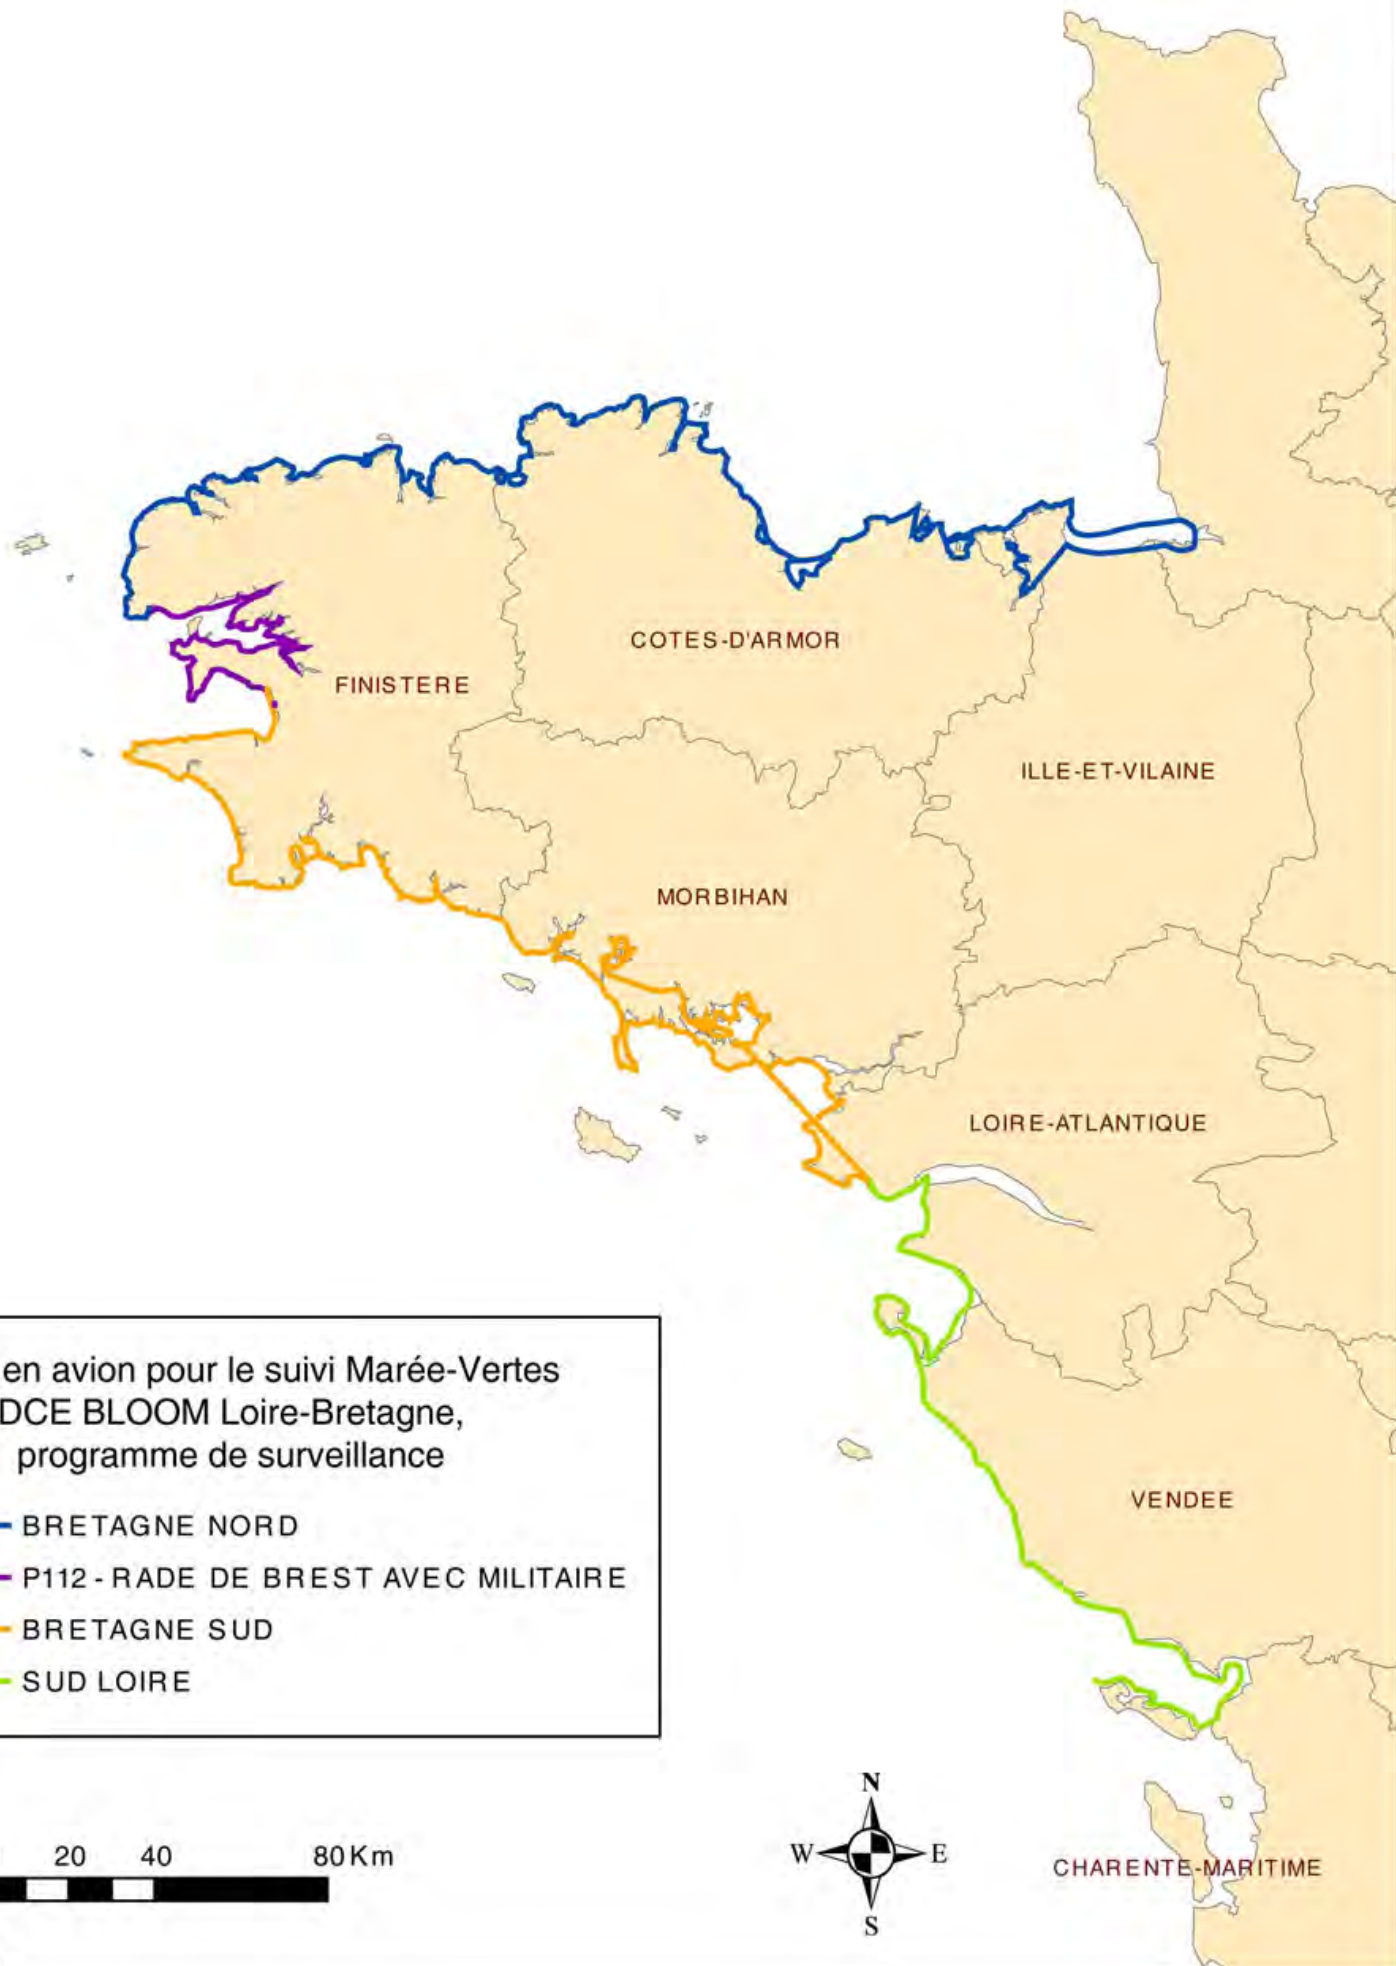 COTES-D'ARMOR
FINISTERE
ILLE-ET-VILAINE
MORBIHAN
LOIRE-ATLANTIQUE
VENDEE
CHARENTE-MARITIME
en avion pour le suivi Marée-Vertes
DCE BLOOM Loire-Bretagne,
programme de surveillance
BRETAGNE NORD
P112 - RADE DE BREST AVEC MILITAIRE
BRETAGNE SUD
SUD LOIRE
20 40 80 Km
N
W E
S